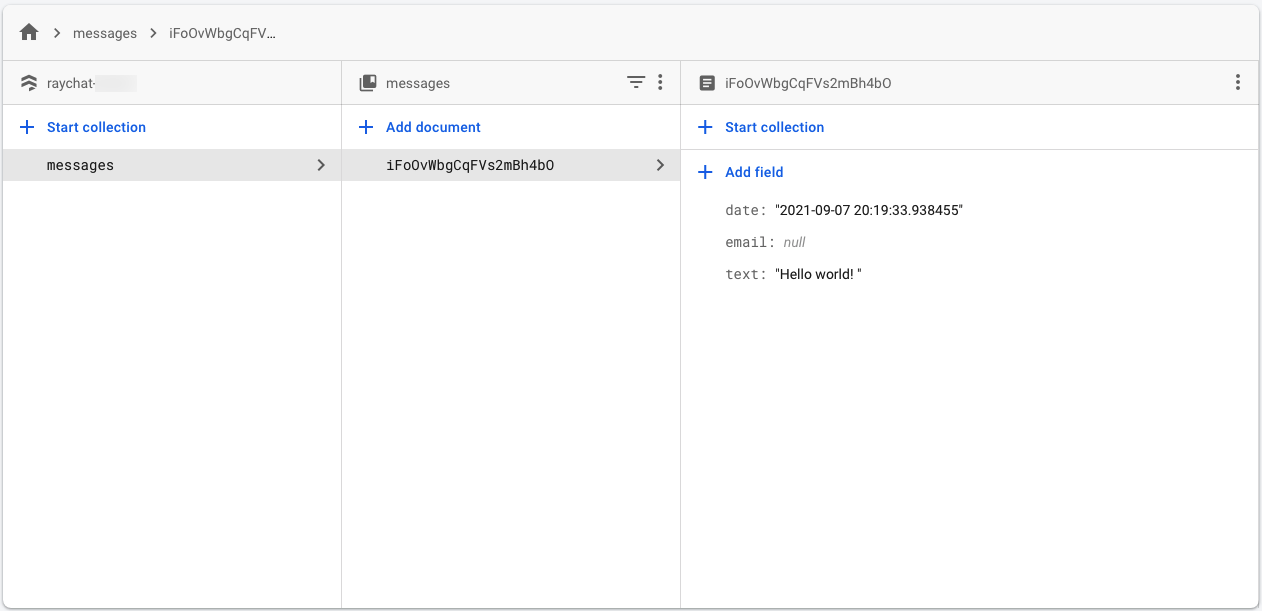 messages iFoOvWbgCqFV...
raychat-
messages
iFoOvWbgCqFVs2mBh4bO
Start collection
Add document
Start collection
messages
iFoOvWbgCqFVs2mBh4bO
Add field
date: "2021-09-07 20:19:33.938455"
email: null
text: "Hello world! "